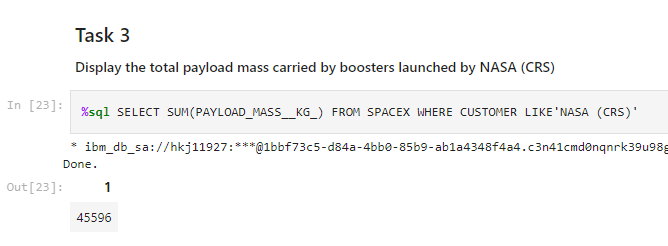 Task 3
Display the total payload mass carried by boosters launched by NASA (CRS)
In [23]: %sql SELECT SUM(PAYLOAD_MASS__KG_) FROM SPACEX WHERE CUSTOMER LIKE'NASA (CRS)'
* ibm_db_sa://hkj11927:***@1bbf73c5-d84a-4bb0-85b9-ab1a4348f4a4.c3n41cmd0nqnrk39u98g
Done.
Out[23]: 1
45596